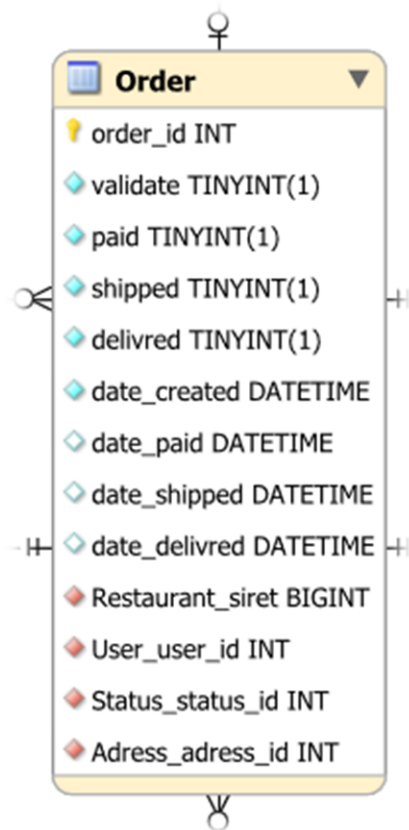 Order
order_id INT
validate TINYINT(1)
paid TINYINT(1)
shipped TINYINT(1)
delivred TINYINT(1)
date_created DATETIME
date_paid DATETIME
date_shipped DATETIME
date_delivred DATETIME
Restaurant_siret BIGINT
User_user_id INT
Status_status_id INT
Adress_adress_id INT